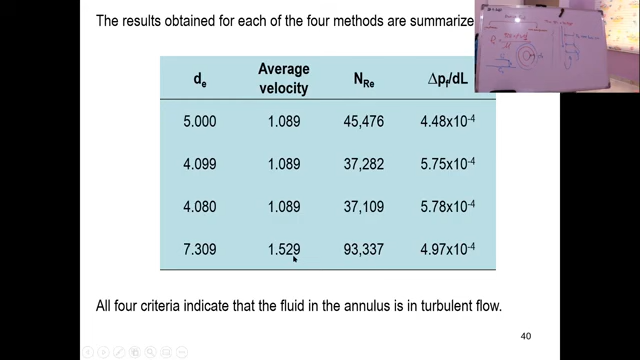 The results obtained for each of the four methods are summarize
dₑ Average velocity N_Re Δp_f/dL
5.000 1.089 45,476 4.48x10⁻⁴
4.099 1.089 37,282 5.75x10⁻⁴
4.080 1.089 37,109 5.78x10⁻⁴
7.309 1.529 93,337 4.97x10⁻⁴
All four criteria indicate that the fluid in the annulus is in turbulent flow.
40